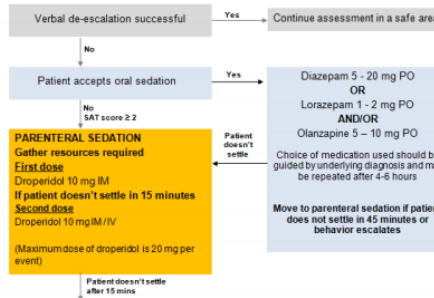 Verbal de-escalation successful
Yes
Continue assessment in a safe area
No
Patient accepts oral sedation
Yes
Diazepam 5 - 20 mg PO
OR
Lorazepam 1 - 2 mg PO
AND/OR
Olanzapine 5 – 10 mg PO
Choice of medication used should be
guided by underlying diagnosis and may
be repeated after 4-6 hours
Move to parenteral sedation if patient
does not settle in 45 minutes or
behavior escalates
No
SAT score ≥ 2
Patient
doesn't
settle
PARENTERAL SEDATION
Gather resources required
First dose
Droperidol 10 mg IM
If patient doesn't settle in 15 minutes
Second dose
Droperidol 10 mg IM/IV
(Maximum dose of droperidol is 20 mg per
event)
Patient doesn't settle
after 15 mins